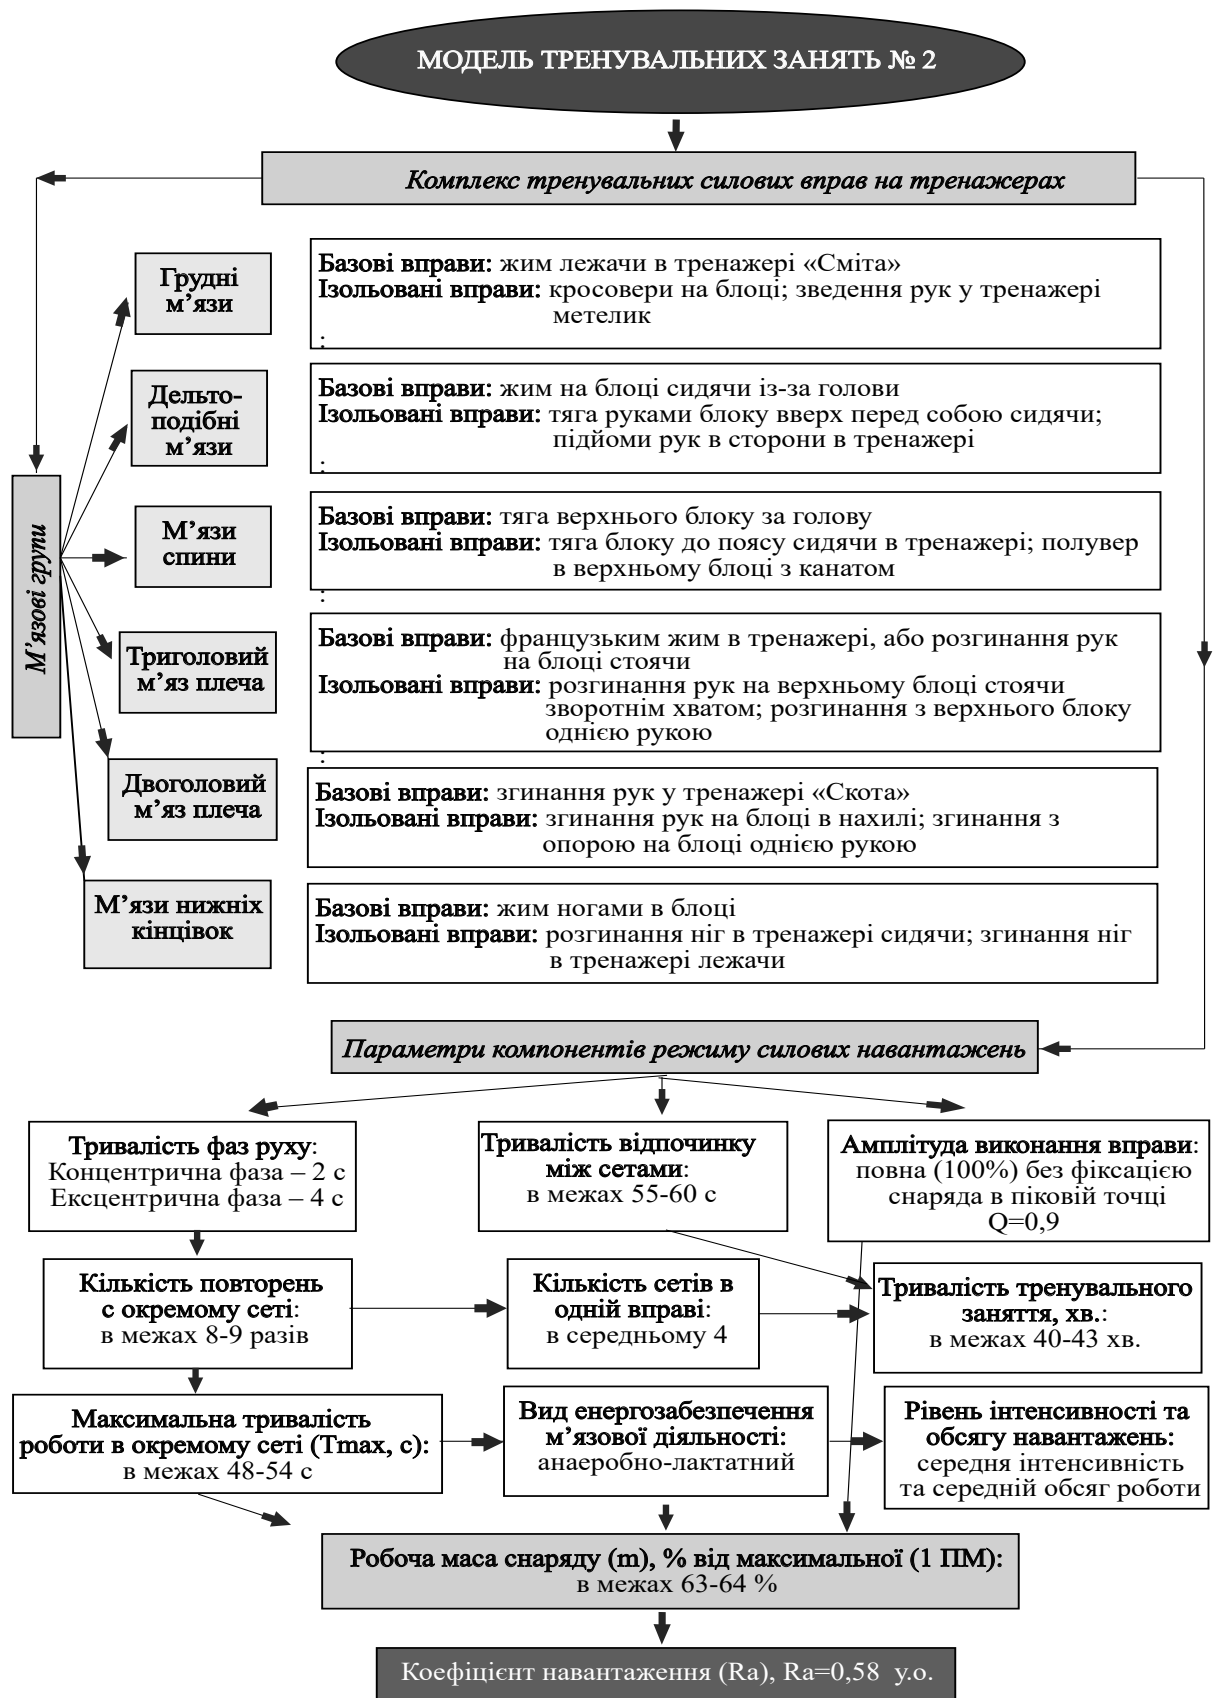 МОДЕЛЬ ТРЕНУВАЛЬНИХ ЗАНЯТЬ № 2
Комплекс тренувальних силових вправ на тренажерах
М’язові групи
Грудні
м’язи
Базові вправи: жим лежачи в тренажері «Сміта»
Ізольовані вправи: кросовери на блоці; зведення рук у тренажері
метелик
:
Дельто-
подібні
м’язи
Базові вправи: жим на блоці сидячи із-за голови
Ізольовані вправи: тяга руками блоку вверх перед собою сидячи;
підйоми рук в сторони в тренажері
:
М’язи
спини
Базові вправи: тяга верхнього блоку за голову
Ізольовані вправи: тяга блоку до поясу сидячи в тренажері; полувер
в верхньому блоці з канатом
:
Триголовий
м’яз плеча
Базові вправи: французьким жим в тренажері, або розгинання рук
на блоці стоячи
Ізольовані вправи: розгинання рук на верхньому блоці стоячи
зворотнім хватом; розгинання з верхнього блоку
однією рукою
:
Двоголовий
м’яз плеча
Базові вправи: згинання рук у тренажері «Скота»
Ізольовані вправи: згинання рук на блоці в нахилі; згинання з
опорою на блоці однією рукою
М’язи нижніх
кінцівок
Базові вправи: жим ногами в блоці
Ізольовані вправи: розгинання ніг в тренажері сидячи; згинання ніг
в тренажері лежачи
Параметри компонентів режиму силових навантажень
Тривалість фаз руху:
Концентрична фаза – 2 с
Ексцентрична фаза – 4 с
Тривалість відпочинку
між сетами:
в межах 55-60 с
Амплітуда виконання вправи:
повна (100%) без фіксацією
снаряда в піковій точці
Q=0,9
Кількість повторень
с окремому сеті:
в межах 8-9 разів
Кількість сетів в
одній вправі:
в середньому 4
Тривалість тренувального
заняття, хв.:
в межах 40-43 хв.
Максимальна тривалість
роботи в окремому сеті (Tmax, с):
в межах 48-54 с
Вид енергозабезпечення
м’язової діяльності:
анаеробно-лактатний
Рівень інтенсивності та
обсягу навантажень:
середня інтенсивність
та середній обсяг роботи
Робоча маса снаряду (m), % від максимальної (1 ПМ):
в межах 63-64 %
Коефіцієнт навантаження (Ra), Ra=0,58 у.о.